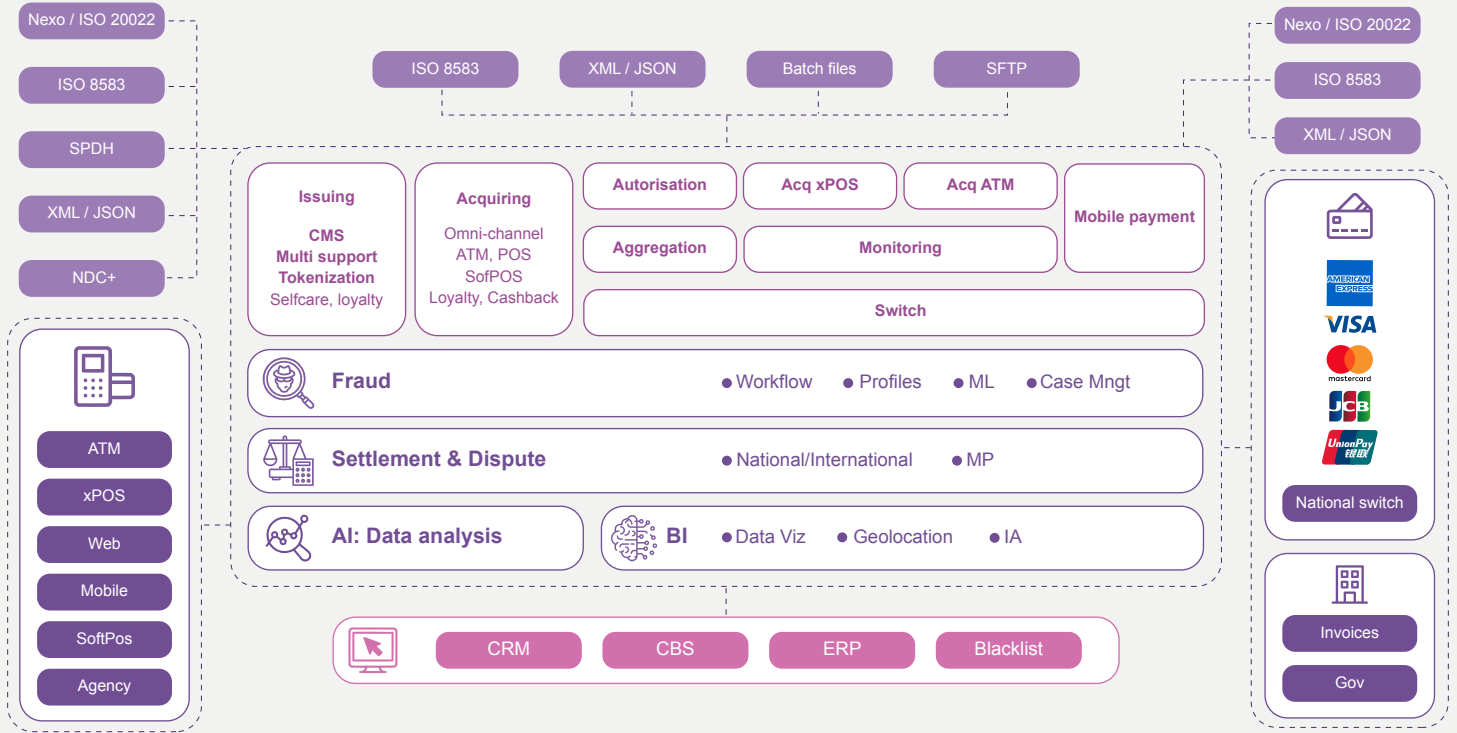 Nexo / ISO 20022
ISO 8583
SPDH
XML / JSON
NDC+
ISO 8583
XML / JSON
Batch files
SFTP
Nexo / ISO 20022
ISO 8583
XML / JSON
Issuing
CMS
Multi support
Tokenization
Selfcare, loyalty
Acquiring
Omni-channel
ATM, POS
SofPOS
Loyalty, Cashback
Autorisation
Acq xPOS
Acq ATM
Mobile payment
Aggregation
Monitoring
Switch
Fraud
Workflow
Profiles
ML
Case Mngt
Settlement & Dispute
National/International
MP
AI: Data analysis
BI
Data Viz
Geolocation
IA
ATM
xPOS
Web
Mobile
SoftPos
Agency
AMERICAN
EXPRESS
VISA
mastercard
JCB
UnionPay
银联
National switch
Invoices
Gov
CRM
CBS
ERP
Blacklist